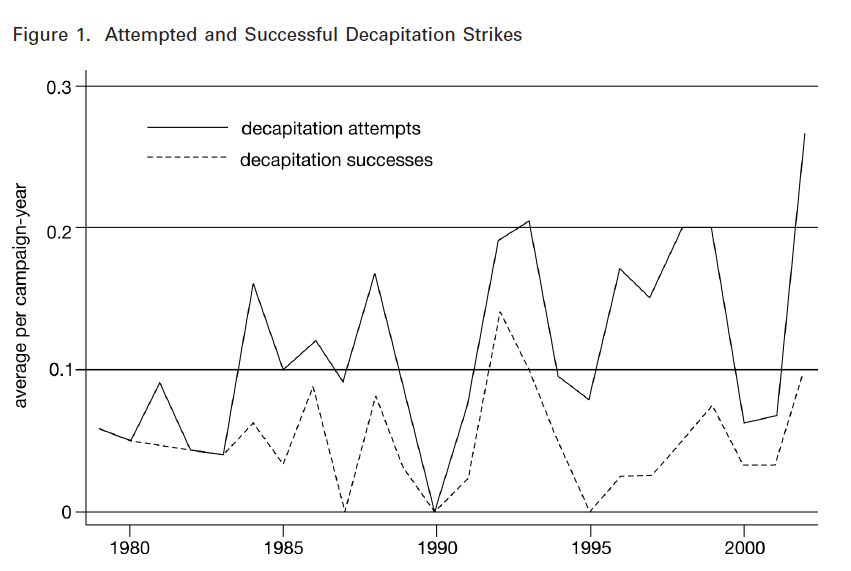 Figure 1. Attempted and Successful Decapitation Strikes
0.3
decapitation attempts
decapitation successes
0.2
average per campaign-year
0.1
0
1980 1985 1990 1995 2000